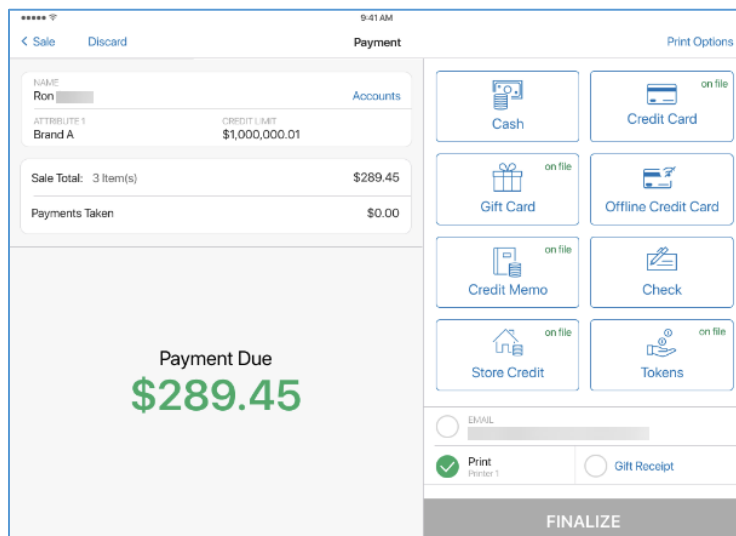 9:41 AM
< Sale Discard Payment Print Options
NAME
Ron
Accounts
ATTRIBUTE 1 CREDIT LIMIT
Brand A $1,000,000.01
Sale Total: 3 Item(s) $289.45
Payments Taken $0.00
Payment Due
$289.45
Cash
on file
Credit Card
on file
Gift Card
Offline Credit Card
on file
Credit Memo
Check
on file
Store Credit
on file
Tokens
EMAIL
Print
Printer 1
Gift Receipt
FINALIZE